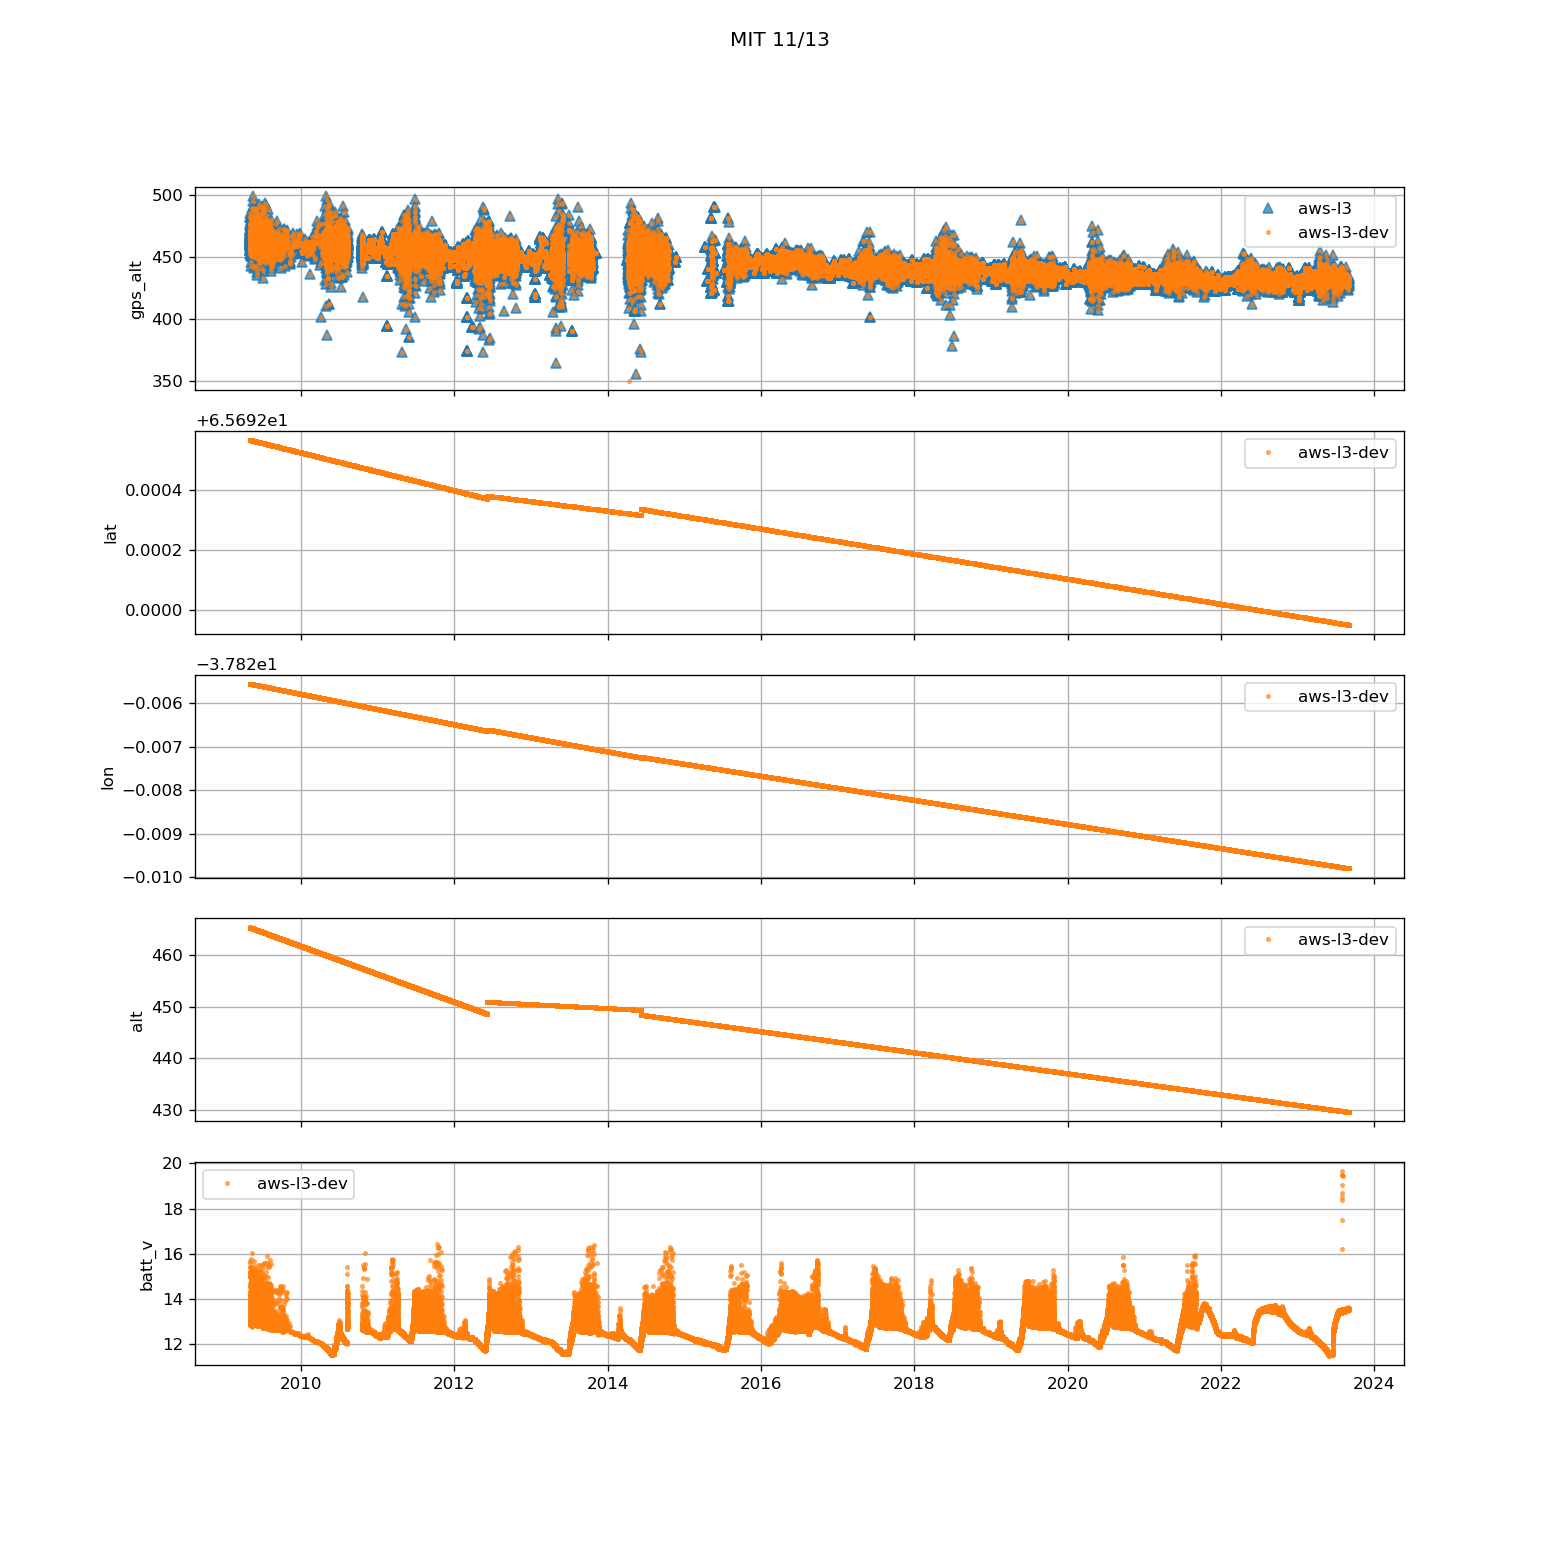 MIT 11/13
500
450
400
350
gps_alt
aws-l3
aws-l3-dev
+6.5692e1
0.0004
0.0002
0.0000
lat
aws-l3-dev
−3.782e1
−0.006
−0.007
−0.008
−0.009
−0.010
lon
aws-l3-dev
460
450
440
430
alt
aws-l3-dev
20
18
16
14
12
batt_v
aws-l3-dev
2010 2012 2014 2016 2018 2020 2022 2024